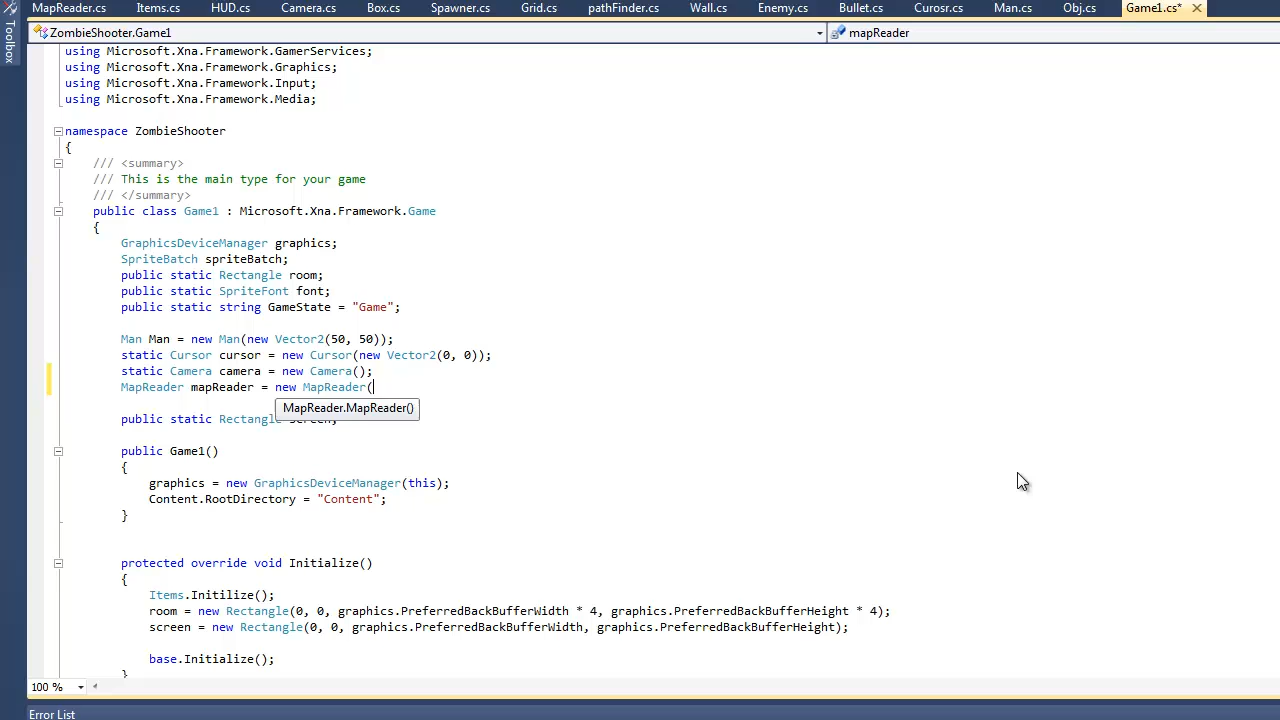 MapReader.cs Items.cs HUD.cs Camera.cs Box.cs Spawner.cs Grid.cs pathFinder.cs Wall.cs Enemy.cs Bullet.cs Curosr.cs Man.cs Obj.cs Game1.cs*
Toolbox
ZombieShooter.Game1 mapReader
using Microsoft.Xna.Framework.GamerServices;
using Microsoft.Xna.Framework.Graphics;
using Microsoft.Xna.Framework.Input;
using Microsoft.Xna.Framework.Media;
namespace ZombieShooter
{
/// <summary>
/// This is the main type for your game
/// </summary>
public class Game1 : Microsoft.Xna.Framework.Game
{
GraphicsDeviceManager graphics;
SpriteBatch spriteBatch;
public static Rectangle room;
public static SpriteFont font;
public static string GameState = "Game";
Man Man = new Man(new Vector2(50, 50));
static Cursor cursor = new Cursor(new Vector2(0, 0));
static Camera camera = new Camera();
MapReader mapReader = new MapReader(
MapReader.MapReader()
public static Rectangle screen;
public Game1()
{
graphics = new GraphicsDeviceManager(this);
Content.RootDirectory = "Content";
}
protected override void Initialize()
{
Items.Initilize();
room = new Rectangle(0, 0, graphics.PreferredBackBufferWidth * 4, graphics.PreferredBackBufferHeight * 4);
screen = new Rectangle(0, 0, graphics.PreferredBackBufferWidth, graphics.PreferredBackBufferHeight);
base.Initialize();
}
100 %
Error List